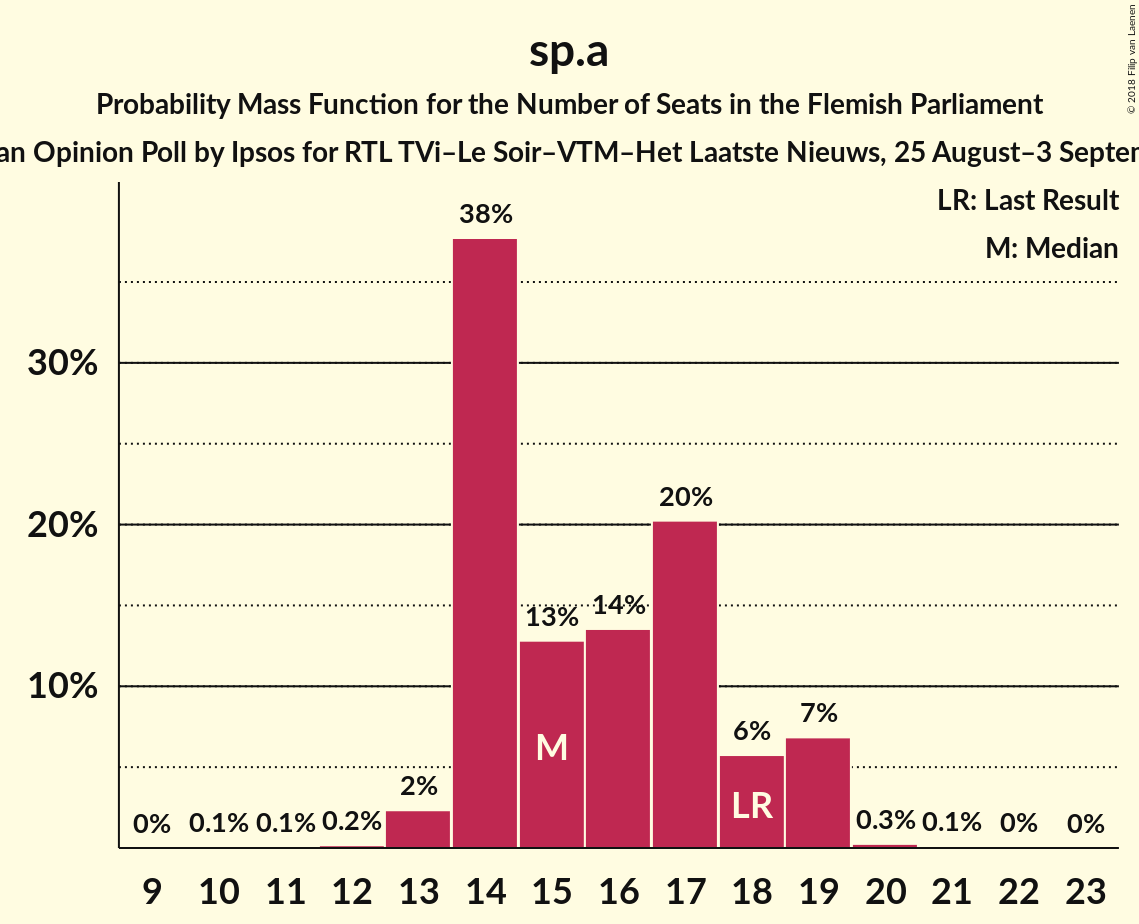 © 2018 Filip van Laenen
sp.a
Probability Mass Function for the Number of Seats in the Flemish Parliament
an Opinion Poll by Ipsos for RTL TVi–Le Soir–VTM–Het Laatste Nieuws, 25 August–3
LR: Last Result
M: Median
38%
30%
20%
20%
14%
13%
10%
7%
6%
M
LR
2%
0% 0.1% 0.1% 0.2% 0.3% 0.1% 0% 0%
9 10 11 12 13 14 15 16 17 18 19 20 21 22 23